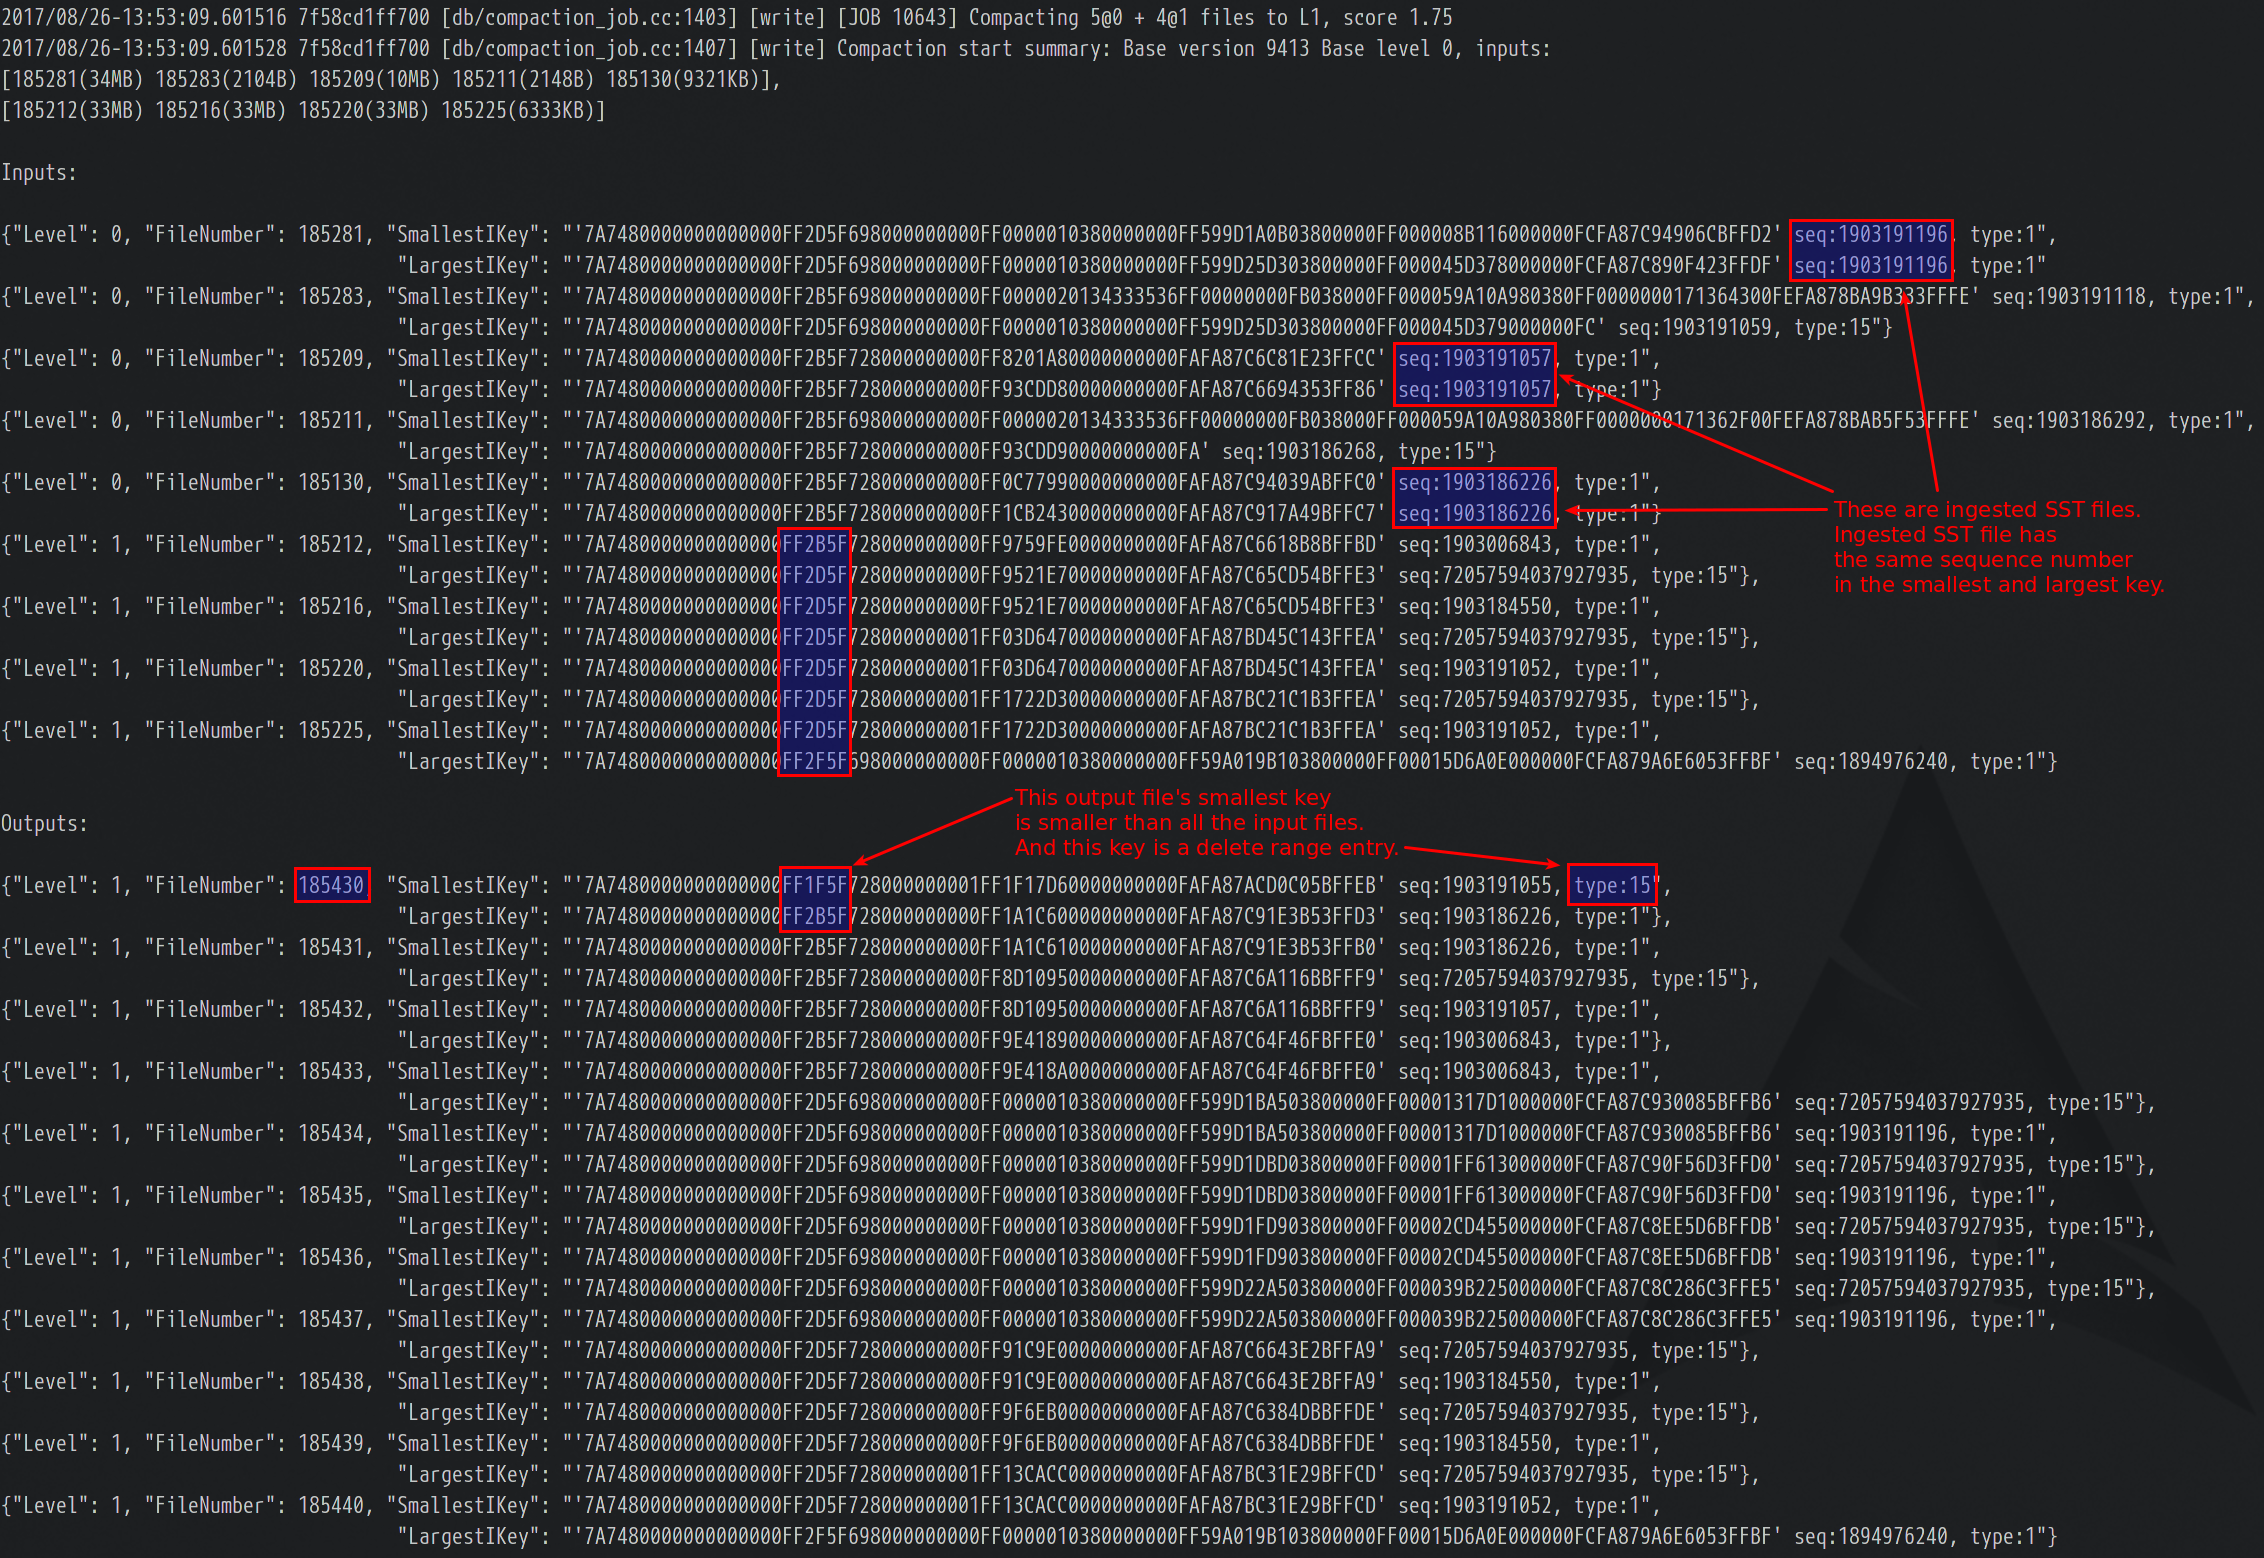 2017/08/26-13:53:09.601516 7f58cd1ff700 [db/compaction_job.cc:1403] [write] [JOB 10643] Compacting 5@0 + 4@1 files to L1, score 1.75
2017/08/26-13:53:09.601528 7f58cd1ff700 [db/compaction_job.cc:1407] [write] Compaction start summary: Base version 9413 Base level 0, inputs:
[185281(34MB) 185283(2104B) 185209(10MB) 185211(2148B) 185130(9321KB)],
[185212(33MB) 185216(33MB) 185220(33MB) 185225(6333KB)]
Inputs:
{"Level": 0, "FileNumber": 185281, "SmallestIKey": "'7A7480000000000000FF2D5F698000000000FF0000010380000000FF599D1A0B03800000FF000008B116000000FCFA87C94906CBFFD2' seq:1903191196, type:1",
"LargestIKey": "'7A7480000000000000FF2D5F698000000000FF0000010380000000FF599D25D303800000FF000045D378000000FCFA87C890F423FFDF' seq:1903191196, type:1"
{"Level": 0, "FileNumber": 185283, "SmallestIKey": "'7A7480000000000000FF2B5F698000000000FF0000020134333536FF00000000FB038000FF000059A10A980380FF0000000171364300FEFA878BA9B333FFFE' seq:1903191118, type:1",
"LargestIKey": "'7A7480000000000000FF2D5F698000000000FF0000010380000000FF599D25D303800000FF000045D379000000FC' seq:1903191059, type:15"}
{"Level": 0, "FileNumber": 185209, "SmallestIKey": "'7A7480000000000000FF2B5F728000000000FF8201A80000000000FAFA87C6C81E23FFCC' seq:1903191057, type:1",
"LargestIKey": "'7A7480000000000000FF2B5F728000000000FF93CDD80000000000FAFA87C6694353FF86' seq:1903191057, type:1"}
{"Level": 0, "FileNumber": 185211, "SmallestIKey": "'7A7480000000000000FF2B5F698000000000FF0000020134333536FF00000000FB038000FF000059A10A980380FF0000000171362F00FEFA878BAB5F53FFFE' seq:1903186292, type:1",
"LargestIKey": "'7A7480000000000000FF2B5F728000000000FF93CDD90000000000FA' seq:1903186268, type:15"}
{"Level": 0, "FileNumber": 185130, "SmallestIKey": "'7A7480000000000000FF2B5F728000000000FF0C77990000000000FAFA87C94039ABFFC0' seq:1903186226, type:1",
"LargestIKey": "'7A7480000000000000FF2B5F728000000000FF1CB2430000000000FAFA87C917A49BFFC7' seq:1903186226, type:1"}
These are ingested SST files.
Ingested SST file has
the same sequence number
in the smallest and largest key.
{"Level": 1, "FileNumber": 185212, "SmallestIKey": "'7A7480000000000000FF2B5F728000000000FF9759FE0000000000FAFA87C6618B8BFFBD' seq:1903006843, type:1",
"LargestIKey": "'7A7480000000000000FF2D5F728000000000FF9521E70000000000FAFA87C65CD54BFFE3' seq:72057594037927935, type:15"},
{"Level": 1, "FileNumber": 185216, "SmallestIKey": "'7A7480000000000000FF2D5F728000000000FF9521E70000000000FAFA87C65CD54BFFE3' seq:1903184550, type:1",
"LargestIKey": "'7A7480000000000000FF2D5F728000000001FF03D6470000000000FAFA87BD45C143FFEA' seq:72057594037927935, type:15"},
{"Level": 1, "FileNumber": 185220, "SmallestIKey": "'7A7480000000000000FF2D5F728000000001FF03D6470000000000FAFA87BD45C143FFEA' seq:1903191052, type:1",
"LargestIKey": "'7A7480000000000000FF2D5F728000000001FF1722D30000000000FAFA87BC21C1B3FFEA' seq:72057594037927935, type:15"},
{"Level": 1, "FileNumber": 185225, "SmallestIKey": "'7A7480000000000000FF2D5F728000000001FF1722D30000000000FAFA87BC21C1B3FFEA' seq:1903191052, type:1",
"LargestIKey": "'7A7480000000000000FF2F5F698000000000FF0000010380000000FF59A019B103800000FF00015D6A0E000000FCFA879A6E6053FFBF' seq:1894976240, type:1"}
This output file's smallest key
is smaller than all the input files.
And this key is a delete range entry.
Outputs:
{"Level": 1, "FileNumber": 185430, "SmallestIKey": "'7A7480000000000000FF1F5F728000000001FF1F17D60000000000FAFA87ACD0C05BFFEB' seq:1903191055, type:15",
"LargestIKey": "'7A7480000000000000FF2B5F728000000000FF1A1C600000000000FAFA87C91E3B53FFD3' seq:1903186226, type:1"},
{"Level": 1, "FileNumber": 185431, "SmallestIKey": "'7A7480000000000000FF2B5F728000000000FF1A1C610000000000FAFA87C91E3B53FFB0' seq:1903186226, type:1",
"LargestIKey": "'7A7480000000000000FF2B5F728000000000FF8D10950000000000FAFA87C6A116BBFFF9' seq:72057594037927935, type:15"},
{"Level": 1, "FileNumber": 185432, "SmallestIKey": "'7A7480000000000000FF2B5F728000000000FF8D10950000000000FAFA87C6A116BBFFF9' seq:1903191057, type:1",
"LargestIKey": "'7A7480000000000000FF2B5F728000000000FF9E41890000000000FAFA87C64F46FBFFE0' seq:1903006843, type:1"},
{"Level": 1, "FileNumber": 185433, "SmallestIKey": "'7A7480000000000000FF2B5F728000000000FF9E418A0000000000FAFA87C64F46FBFFE0' seq:1903006843, type:1",
"LargestIKey": "'7A7480000000000000FF2D5F698000000000FF0000010380000000FF599D1BA503800000FF00001317D1000000FCFA87C930085BFFB6' seq:72057594037927935, type:15"},
{"Level": 1, "FileNumber": 185434, "SmallestIKey": "'7A7480000000000000FF2D5F698000000000FF0000010380000000FF599D1BA503800000FF00001317D1000000FCFA87C930085BFFB6' seq:1903191196, type:1",
"LargestIKey": "'7A7480000000000000FF2D5F698000000000FF0000010380000000FF599D1DBD03800000FF00001FF613000000FCFA87C90F56D3FFD0' seq:72057594037927935, type:15"},
{"Level": 1, "FileNumber": 185435, "SmallestIKey": "'7A7480000000000000FF2D5F698000000000FF0000010380000000FF599D1DBD03800000FF00001FF613000000FCFA87C90F56D3FFD0' seq:1903191196, type:1",
"LargestIKey": "'7A7480000000000000FF2D5F698000000000FF0000010380000000FF599D1FD903800000FF00002CD455000000FCFA87C8EE5D6BFFDB' seq:72057594037927935, type:15"},
{"Level": 1, "FileNumber": 185436, "SmallestIKey": "'7A7480000000000000FF2D5F698000000000FF0000010380000000FF599D1FD903800000FF00002CD455000000FCFA87C8EE5D6BFFDB' seq:1903191196, type:1",
"LargestIKey": "'7A7480000000000000FF2D5F698000000000FF0000010380000000FF599D22A503800000FF000039B225000000FCFA87C8C286C3FFE5' seq:72057594037927935, type:15"},
{"Level": 1, "FileNumber": 185437, "SmallestIKey": "'7A7480000000000000FF2D5F698000000000FF0000010380000000FF599D22A503800000FF000039B225000000FCFA87C8C286C3FFE5' seq:1903191196, type:1",
"LargestIKey": "'7A7480000000000000FF2D5F728000000000FF91C9E00000000000FAFA87C6643E2BFFA9' seq:72057594037927935, type:15"},
{"Level": 1, "FileNumber": 185438, "SmallestIKey": "'7A7480000000000000FF2D5F728000000000FF91C9E00000000000FAFA87C6643E2BFFA9' seq:1903184550, type:1",
"LargestIKey": "'7A7480000000000000FF2D5F728000000000FF9F6EB00000000000FAFA87C6384DBBFFDE' seq:72057594037927935, type:15"},
{"Level": 1, "FileNumber": 185439, "SmallestIKey": "'7A7480000000000000FF2D5F728000000000FF9F6EB00000000000FAFA87C6384DBBFFDE' seq:1903184550, type:1",
"LargestIKey": "'7A7480000000000000FF2D5F728000000001FF13CACC0000000000FAFA87BC31E29BFFCD' seq:72057594037927935, type:15"},
{"Level": 1, "FileNumber": 185440, "SmallestIKey": "'7A7480000000000000FF2D5F728000000001FF13CACC0000000000FAFA87BC31E29BFFCD' seq:1903191052, type:1",
"LargestIKey": "'7A7480000000000000FF2F5F698000000000FF0000010380000000FF59A019B103800000FF00015D6A0E000000FCFA879A6E6053FFBF' seq:1894976240, type:1"}